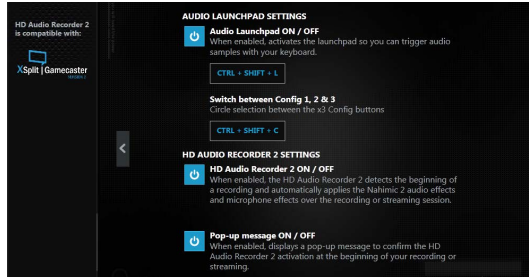 HD Audio Recorder 2
is compatible with:
XSplit | Gamecaster
AUDIO LAUNCHPAD SETTINGS
Audio Launchpad ON / OFF
When enabled, activates the launchpad so you can trigger audio
samples with your keyboard.
CTRL + SHIFT + L
Switch between Config 1, 2 & 3
Circle selection between the x3 Config buttons
CTRL + SHIFT + C
HD AUDIO RECORDER 2 SETTINGS
HD Audio Recorder 2 ON / OFF
When enabled, the HD Audio Recorder 2 detects the beginning of
a recording and automatically applies the Nahimic 2 audio effects
and microphone effects over the recording or streaming session.
Pop-up message ON / OFF
When enabled, displays a pop-up message to confirm the HD
Audio Recorder 2 activation at the beginning of your recording or
streaming.